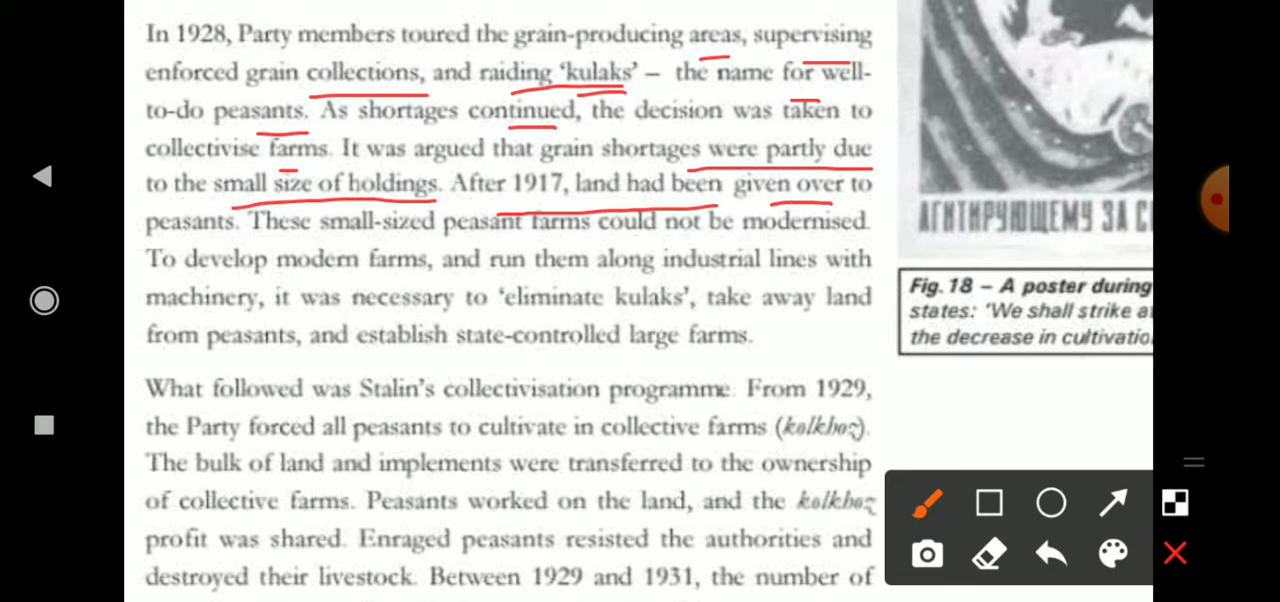 In 1928, Party members toured the grain-producing areas, supervising
enforced grain collections, and raiding ‘kulaks’ – the name for well-
to-do peasants. As shortages continued, the decision was taken to
collectivise farms. It was argued that grain shortages were partly due
to the small size of holdings. After 1917, land had been given over to
peasants. These small-sized peasant farms could not be modernised.
To develop modern farms, and run them along industrial lines with
machinery, it was necessary to ‘eliminate kulaks’, take away land
from peasants, and establish state-controlled large farms.
What followed was Stalin’s collectivisation programme. From 1929,
the Party forced all peasants to cultivate in collective farms (kolkhoz).
The bulk of land and implements were transferred to the ownership
of collective farms. Peasants worked on the land, and the kolkhoz
profit was shared. Enraged peasants resisted the authorities and
destroyed their livestock. Between 1929 and 1931, the number of
АГИТИРУЮЩЕМУ ЗА
Fig. 18 – A poster during
states: ‘We shall strike
the decrease in